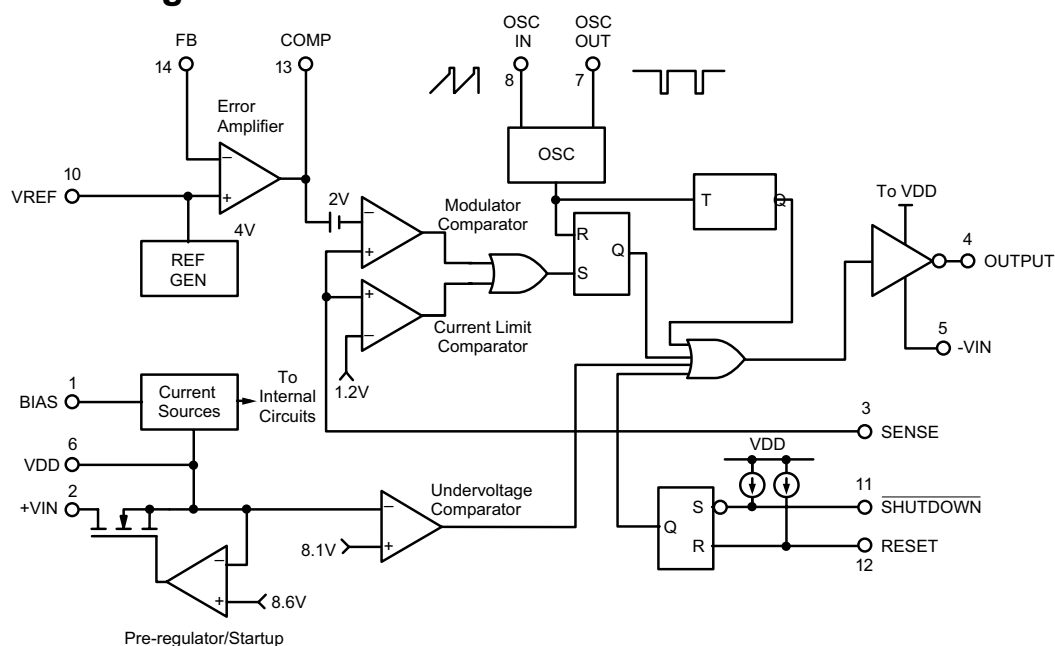 OSC
IN
OSC
OUT
FB
COMP
14
13
8
7
Error
Amplifier
OSC
10
VREF
−
+
4V
REF
GEN
2V
−
+
Modulator
Comparator
T
Q
To VDD
R
Q
S
4
OUTPUT
+
−
Current Limit
Comparator
1.2V
5
-VIN
1
BIAS
Current
Sources
To
Internal
Circuits
3
SENSE
6
VDD
VDD
2
+VIN
Undervoltage
Comparator
−
+
8.1V
S
Q
R
11
SHUTDOWN
RESET
12
−
+
8.6V
Pre-regulator/Startup